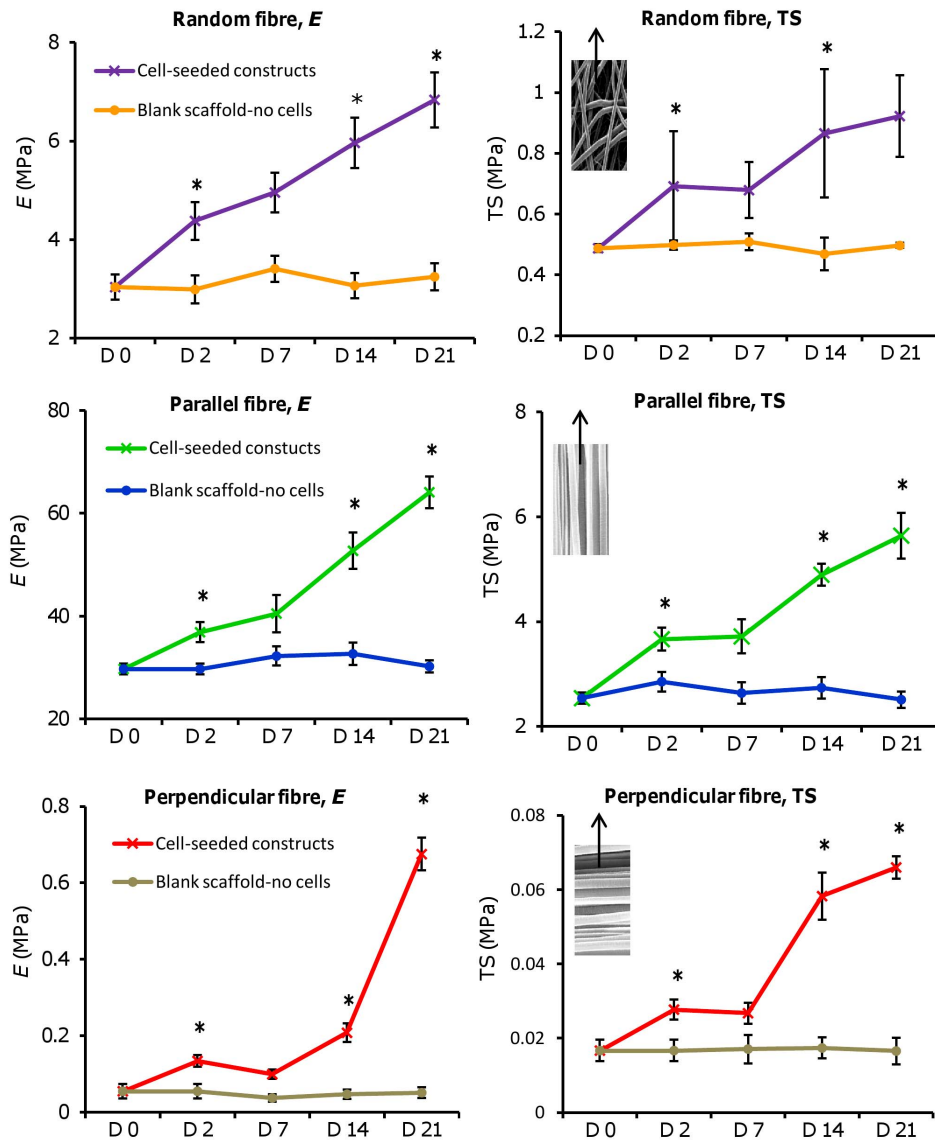 Random fibre, E
8
6
4
2
E (MPa)
Cell-seeded constructs
Blank scaffold-no cells
*
*
*
D 0 D 2 D 7 D 14 D 21
Random fibre, TS
1.2
1
0.8
0.6
0.4
0.2
TS (MPa)
*
*
D 0 D 2 D 7 D 14 D 21
Parallel fibre, E
80
60
40
20
E (MPa)
Cell-seeded constucts
Blank scaffold-no cells
*
*
*
D 0 D 2 D 7 D 14 D 21
Parallel fibre, TS
8
6
4
2
TS (MPa)
*
*
*
D 0 D 2 D 7 D 14 D 21
Perpendicular fibre, E
0.8
0.6
0.4
0.2
0
E (MPa)
Cell-seeded constructs
Blank scaffold-no cells
*
*
*
D 0 D 2 D 7 D 14 D 21
Perpendicular fibre, TS
0.08
0.06
0.04
0.02
0
TS (MPa)
*
*
*
D 0 D 2 D 7 D 14 D 21